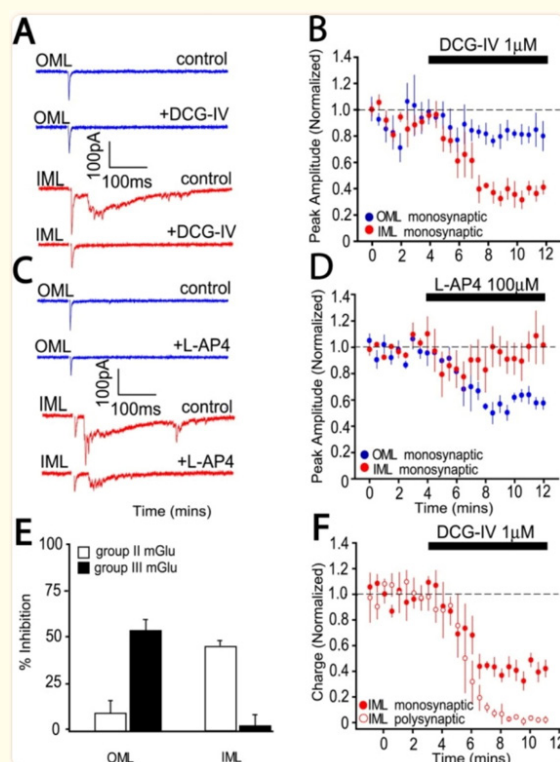 A
OML
control
OML
+DCG-IV
100pA
100ms
IML
control
IML
+DCG-IV
B
DCG-IV 1μM
Peak Amplitude (Normalized)
1.4
1.2
1.0
0.8
0.6
0.4
0.2
0
OML monosynaptic
IML monosynaptic
0 2 4 6 8 10 12
C
OML
control
OML
+L-AP4
100pA
100ms
IML
control
IML
+L-AP4
Time (mins)
D
L-AP4 100μM
Peak Amplitude (Normalized)
1.4
1.2
1.0
0.8
0.6
0.4
0.2
0
OML monosynaptic
IML monosynaptic
0 2 4 6 8 10 12
E
% Inhibition
100
75
50
25
0
group II mGlu
group III mGlu
OML IML
F
DCG-IV 1μM
Charge (Normalized)
1.4
1.2
1.0
0.8
0.6
0.4
0.2
0
IML monosynaptic
IML polysynaptic
0 2 4 6 8 10
Time (mins)